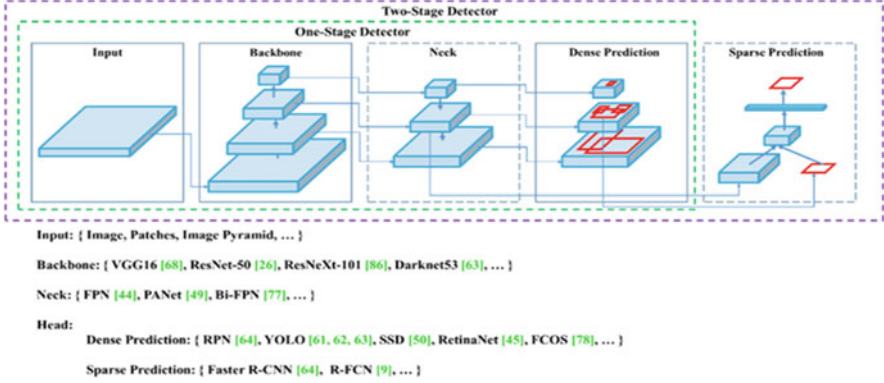 Two-Stage Detector
One-Stage Detector
Input Backbone Neck Dense Prediction Sparse Prediction
Input: { Image, Patches, Image Pyramid, … }
Backbone: { VGG16 [68], ResNet-50 [26], ResNeXt-101 [86], Darknet53 [63], … }
Neck: { FPN [44], PANet [49], Bi-FPN [77], … }
Head:
Dense Prediction: { RPN [64], YOLO [61, 62, 63], SSD [50], RetinaNet [45], FCOS [78], … }
Sparse Prediction: { Faster R-CNN [64], R-FCN [9], … }